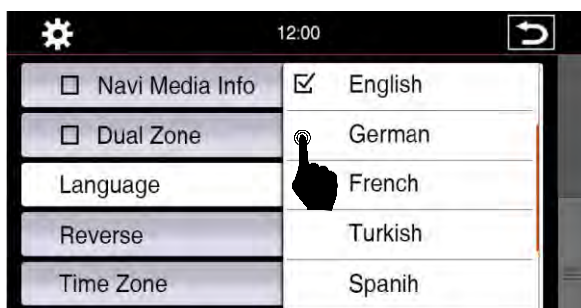 12:00
Navi Media Info
Dual Zone
Language
Reverse
Time Zone
English
German
French
Turkish
Spanih